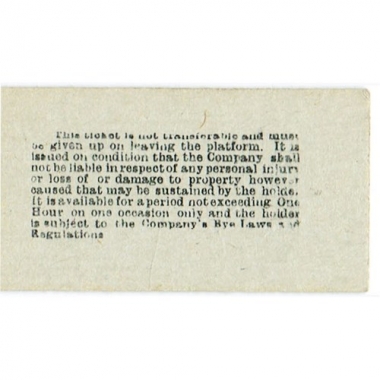 This ticket is not transferable and must
be given up on leaving the platform. It is
issued on condition that the Company shall
not be liable in respect of any personal injury
or loss of or damage to property however
caused that may be sustained by the holder
It is available for a period not exceeding One
Hour on one occasion only and the holder
is subject to the Company's Bye Laws and
Regulations